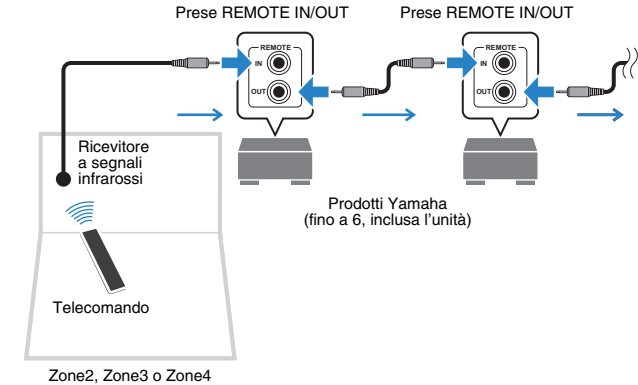 Prese REMOTE IN/OUT
Prese REMOTE IN/OUT
REMOTE
IN
OUT
REMOTE
IN
OUT
Ricevitore
a segnali
infrarossi
Prodotti Yamaha
(fino a 6, inclusa l'unità)
Telecomando
Zone2, Zone3 o Zone4